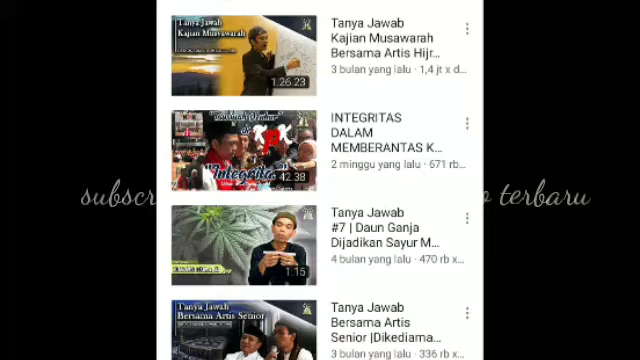 Tanya Jawab
Kajian Musawarah
1.26.23
Tanya Jawab
Kajian Musawarah
Bersama Artis Hijr...
3 bulan yang lalu · 1,4 jt x d...
KPK
"Integritas"
42.38
INTEGRITAS
DALAM
MEMBERANTAS K...
2 minggu yang lalu · 671 rb...
subscr
terbaru
1.15
Tanya Jawab
#7 | Daun Ganja
Dijadikan Sayur M...
4 bulan yang lalu · 470 rb x...
Tanya Jawab
Bersama Artis Senior
Tanya Jawab
Bersama Artis
Senior |Dikediama...
3 bulan yang lalu · 336 rb x...